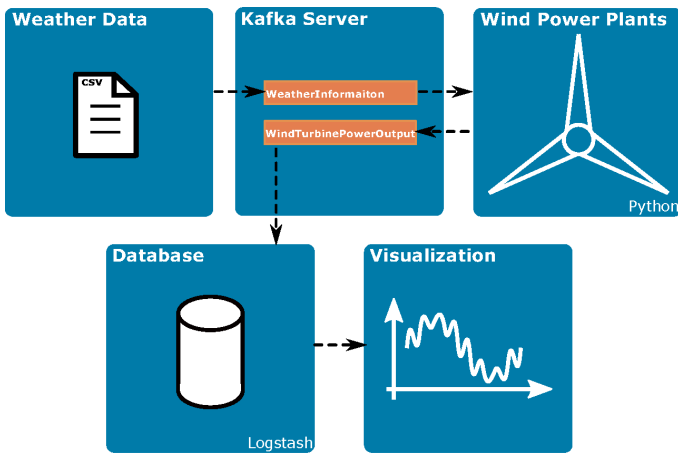 Weather Data
Kafka Server
Wind Power Plants
CSV
WeatherInformaiton
WindTurbinePowerOutput
Python
Database
Visualization
Logstash